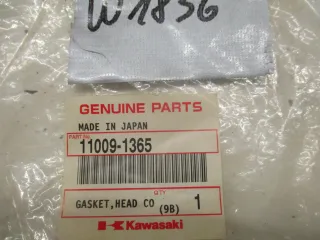 W1836
GENUINE PARTS
MADE IN JAPAN
PART No.
11009-1365
QTY
GASKET,HEAD CO (9B) 1
Kawasaki